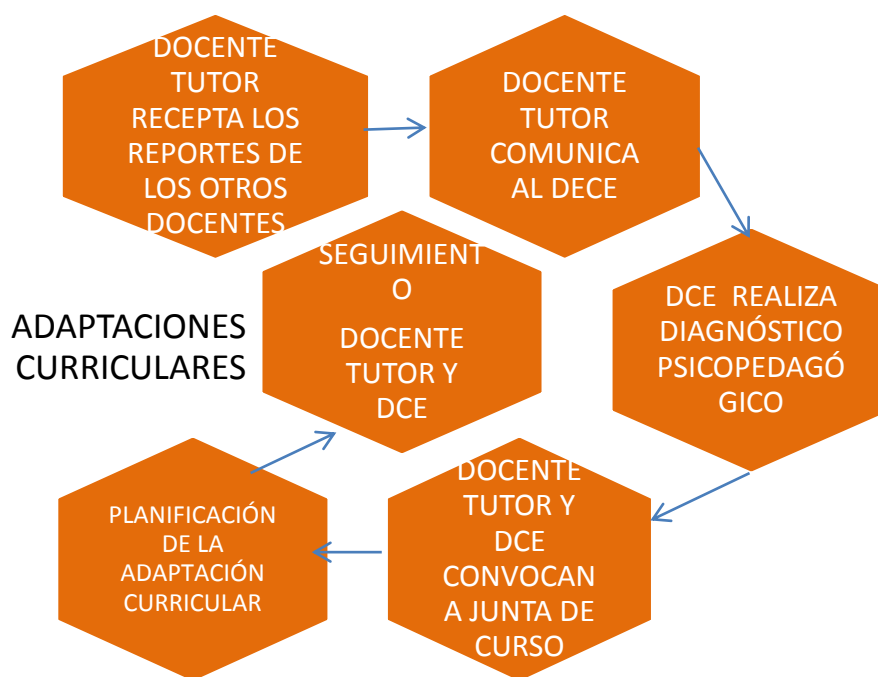 DOCENTE
TUTOR
RECEPTA LOS
REPORTES DE
LOS OTROS
DOCENTES
DOCENTE
TUTOR
COMUNICA
AL DECE
DCE REALIZA
DIAGNÓSTICO
PSICOPEDAGÓ
GICO
DOCENTE
TUTOR Y
DCE
CONVOCAN
A JUNTA DE
CURSO
PLANIFICACIÓN
DE LA
ADAPTACIÓN
CURRICULAR
SEGUIMIENT
O
DOCENTE
TUTOR Y
DCE
ADAPTACIONES
CURRICULARES